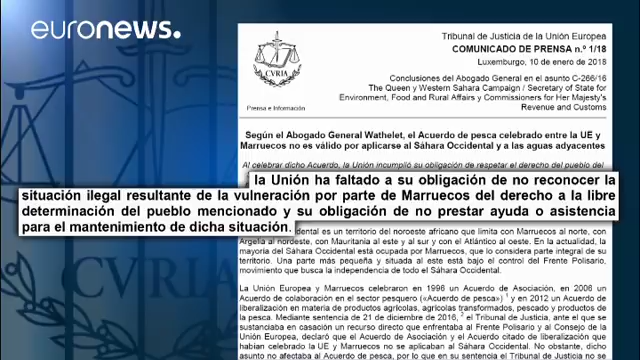 euronews.
CVRIA
Prensa e Información
Tribunal de Justicia de la Unión Europea
COMUNICADO DE PRENSA n.º 1/18
Luxemburgo, 10 de enero de 2018
Conclusiones del Abogado General en el asunto C-266/16
The Queen y Western Sahara Campaign / Secretary of State for
Environment, Food and Rural Affairs y Commissioners for Her Majesty's
Revenue and Customs
Según el Abogado General Wathelet, el Acuerdo de pesca celebrado entre la UE y
Marruecos no es válido por aplicarse al Sáhara Occidental y a las aguas adyacentes
Al celebrar dicho Acuerdo, la Unión incumplió su obligación de respetar el derecho del pueblo del
la Unión ha faltado a su obligación de no reconocer la
situación ilegal resultante de la vulneración por parte de Marruecos del derecho a la libre
determinación del pueblo mencionado y su obligación de no prestar ayuda o asistencia
para el mantenimiento de dicha situación.
dental es un territorio del noroeste africano que limita con Marruecos al norte, con
Argelia al nordeste, con Mauritania al este y al sur y con el Atlántico al oeste. En la actualidad, la
mayoría del Sáhara Occidental está ocupada por Marruecos, que lo considera parte integral de su
territorio. Una parte más pequeña y situada al este está bajo el control del Frente Polisario,
movimiento que busca la independencia de todo el Sáhara Occidental.
La Unión Europea y Marruecos celebraron en 1996 un Acuerdo de Asociación, en 2006 un
Acuerdo de colaboración en el sector pesquero («Acuerdo de pesca») 1 y en 2012 un Acuerdo de
liberalización en materia de productos agrícolas, agrícolas transformados, pesqueros y productos
de la pesca. Mediante sentencia de 21 de diciembre de 2016, 2 el Tribunal de Justicia, ante el que
se sustanciaba en casación un recurso directo que enfrentaba al Frente Polisario y al Consejo de la
Unión Europea, declaró que el Acuerdo de Asociación y el Acuerdo citado de liberalización que
habían celebrado la UE y Marruecos no se aplicaban al Sáhara Occidental. No obstante, dicho
asunto no afectaba al Acuerdo de pesca, por lo que en su sentencia el Tribunal de Justicia no